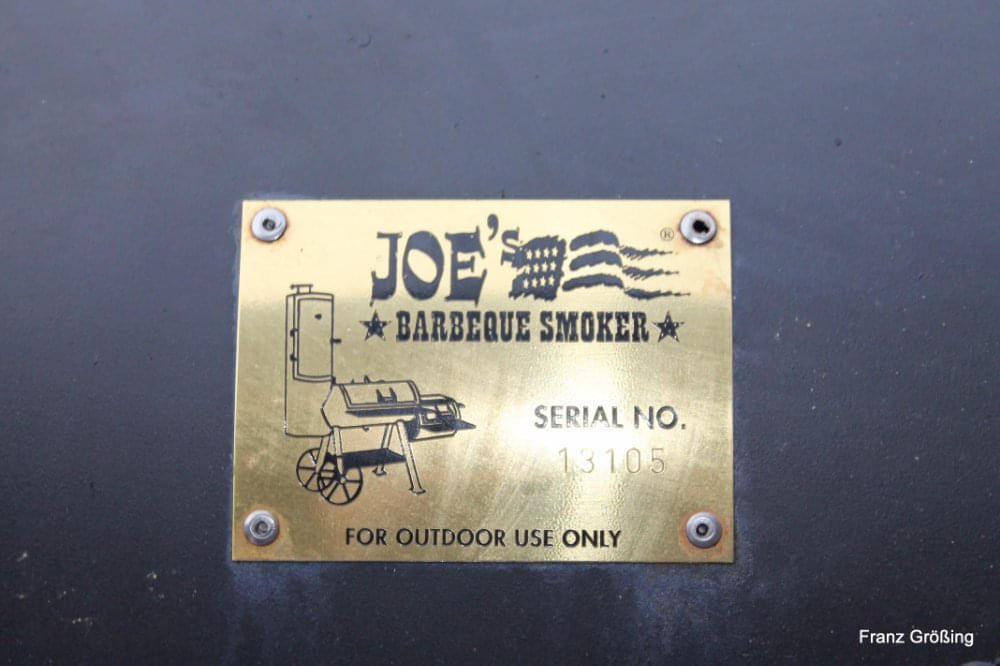 JOE's ®
BARBEQUE SMOKER
SERIAL NO.
13105
FOR OUTDOOR USE ONLY
Franz Größing